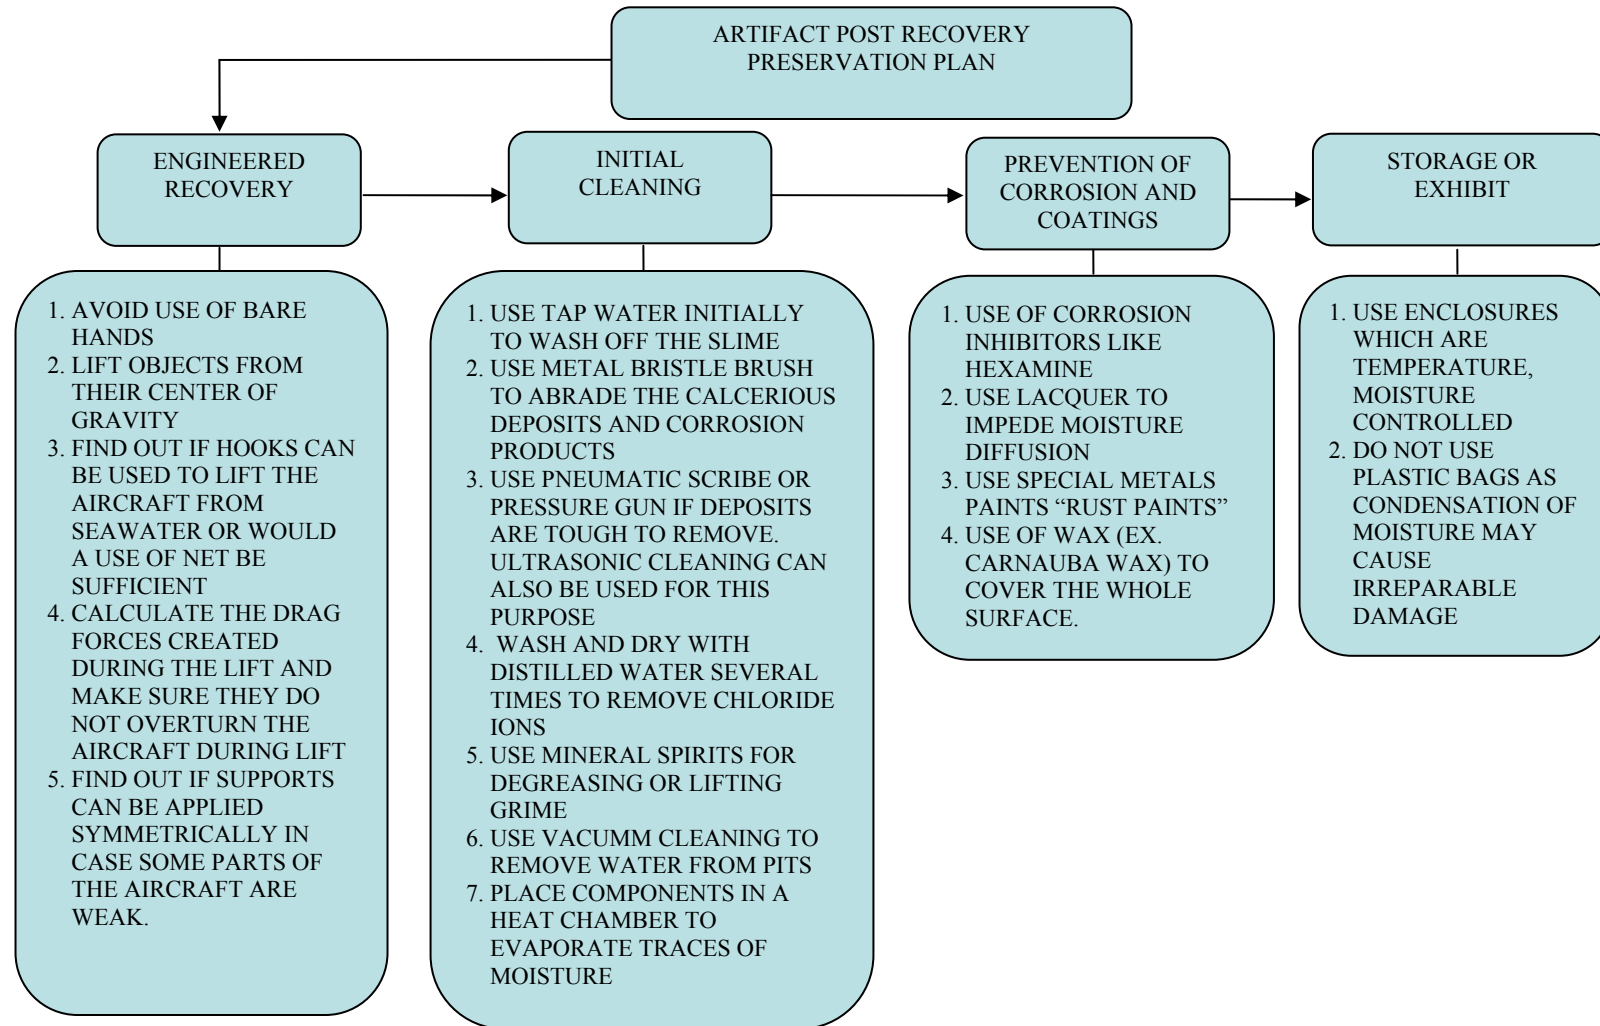 ARTIFACT POST RECOVERY
PRESERVATION PLAN
ENGINEERED
RECOVERY
INITIAL
CLEANING
PREVENTION OF
CORROSION AND
COATINGS
STORAGE OR
EXHIBIT
1. AVOID USE OF BARE
HANDS
2. LIFT OBJECTS FROM
THEIR CENTER OF
GRAVITY
3. FIND OUT IF HOOKS CAN
BE USED TO LIFT THE
AIRCRAFT FROM
SEAWATER OR WOULD
A USE OF NET BE
SUFFICIENT
4. CALCULATE THE DRAG
FORCES CREATED
DURING THE LIFT AND
MAKE SURE THEY DO
NOT OVERTURN THE
AIRCRAFT DURING LIFT
5. FIND OUT IF SUPPORTS
CAN BE APPLIED
SYMMETRICALLY IN
CASE SOME PARTS OF
THE AIRCRAFT ARE
WEAK.
1. USE TAP WATER INITIALLY
TO WASH OFF THE SLIME
2. USE METAL BRISTLE BRUSH
TO ABRADE THE CALCERIOUS
DEPOSITS AND CORROSION
PRODUCTS
3. USE PNEUMATIC SCRIBE OR
PRESSURE GUN IF DEPOSITS
ARE TOUGH TO REMOVE.
ULTRASONIC CLEANING CAN
ALSO BE USED FOR THIS
PURPOSE
4. WASH AND DRY WITH
DISTILLED WATER SEVERAL
TIMES TO REMOVE CHLORIDE
IONS
5. USE MINERAL SPIRITS FOR
DEGREASING OR LIFTING
GRIME
6. USE VACUMM CLEANING TO
REMOVE WATER FROM PITS
7. PLACE COMPONENTS IN A
HEAT CHAMBER TO
EVAPORATE TRACES OF
MOISTURE
1. USE OF CORROSION
INHIBITORS LIKE
HEXAMINE
2. USE LACQUER TO
IMPEDE MOISTURE
DIFFUSION
3. USE SPECIAL METALS
PAINTS “RUST PAINTS”
4. USE OF WAX (EX.
CARNAUBA WAX) TO
COVER THE WHOLE
SURFACE.
1. USE ENCLOSURES
WHICH ARE
TEMPERATURE,
MOISTURE
CONTROLLED
2. DO NOT USE
PLASTIC BAGS AS
CONDENSATION OF
MOISTURE MAY
CAUSE
IRREPARABLE
DAMAGE